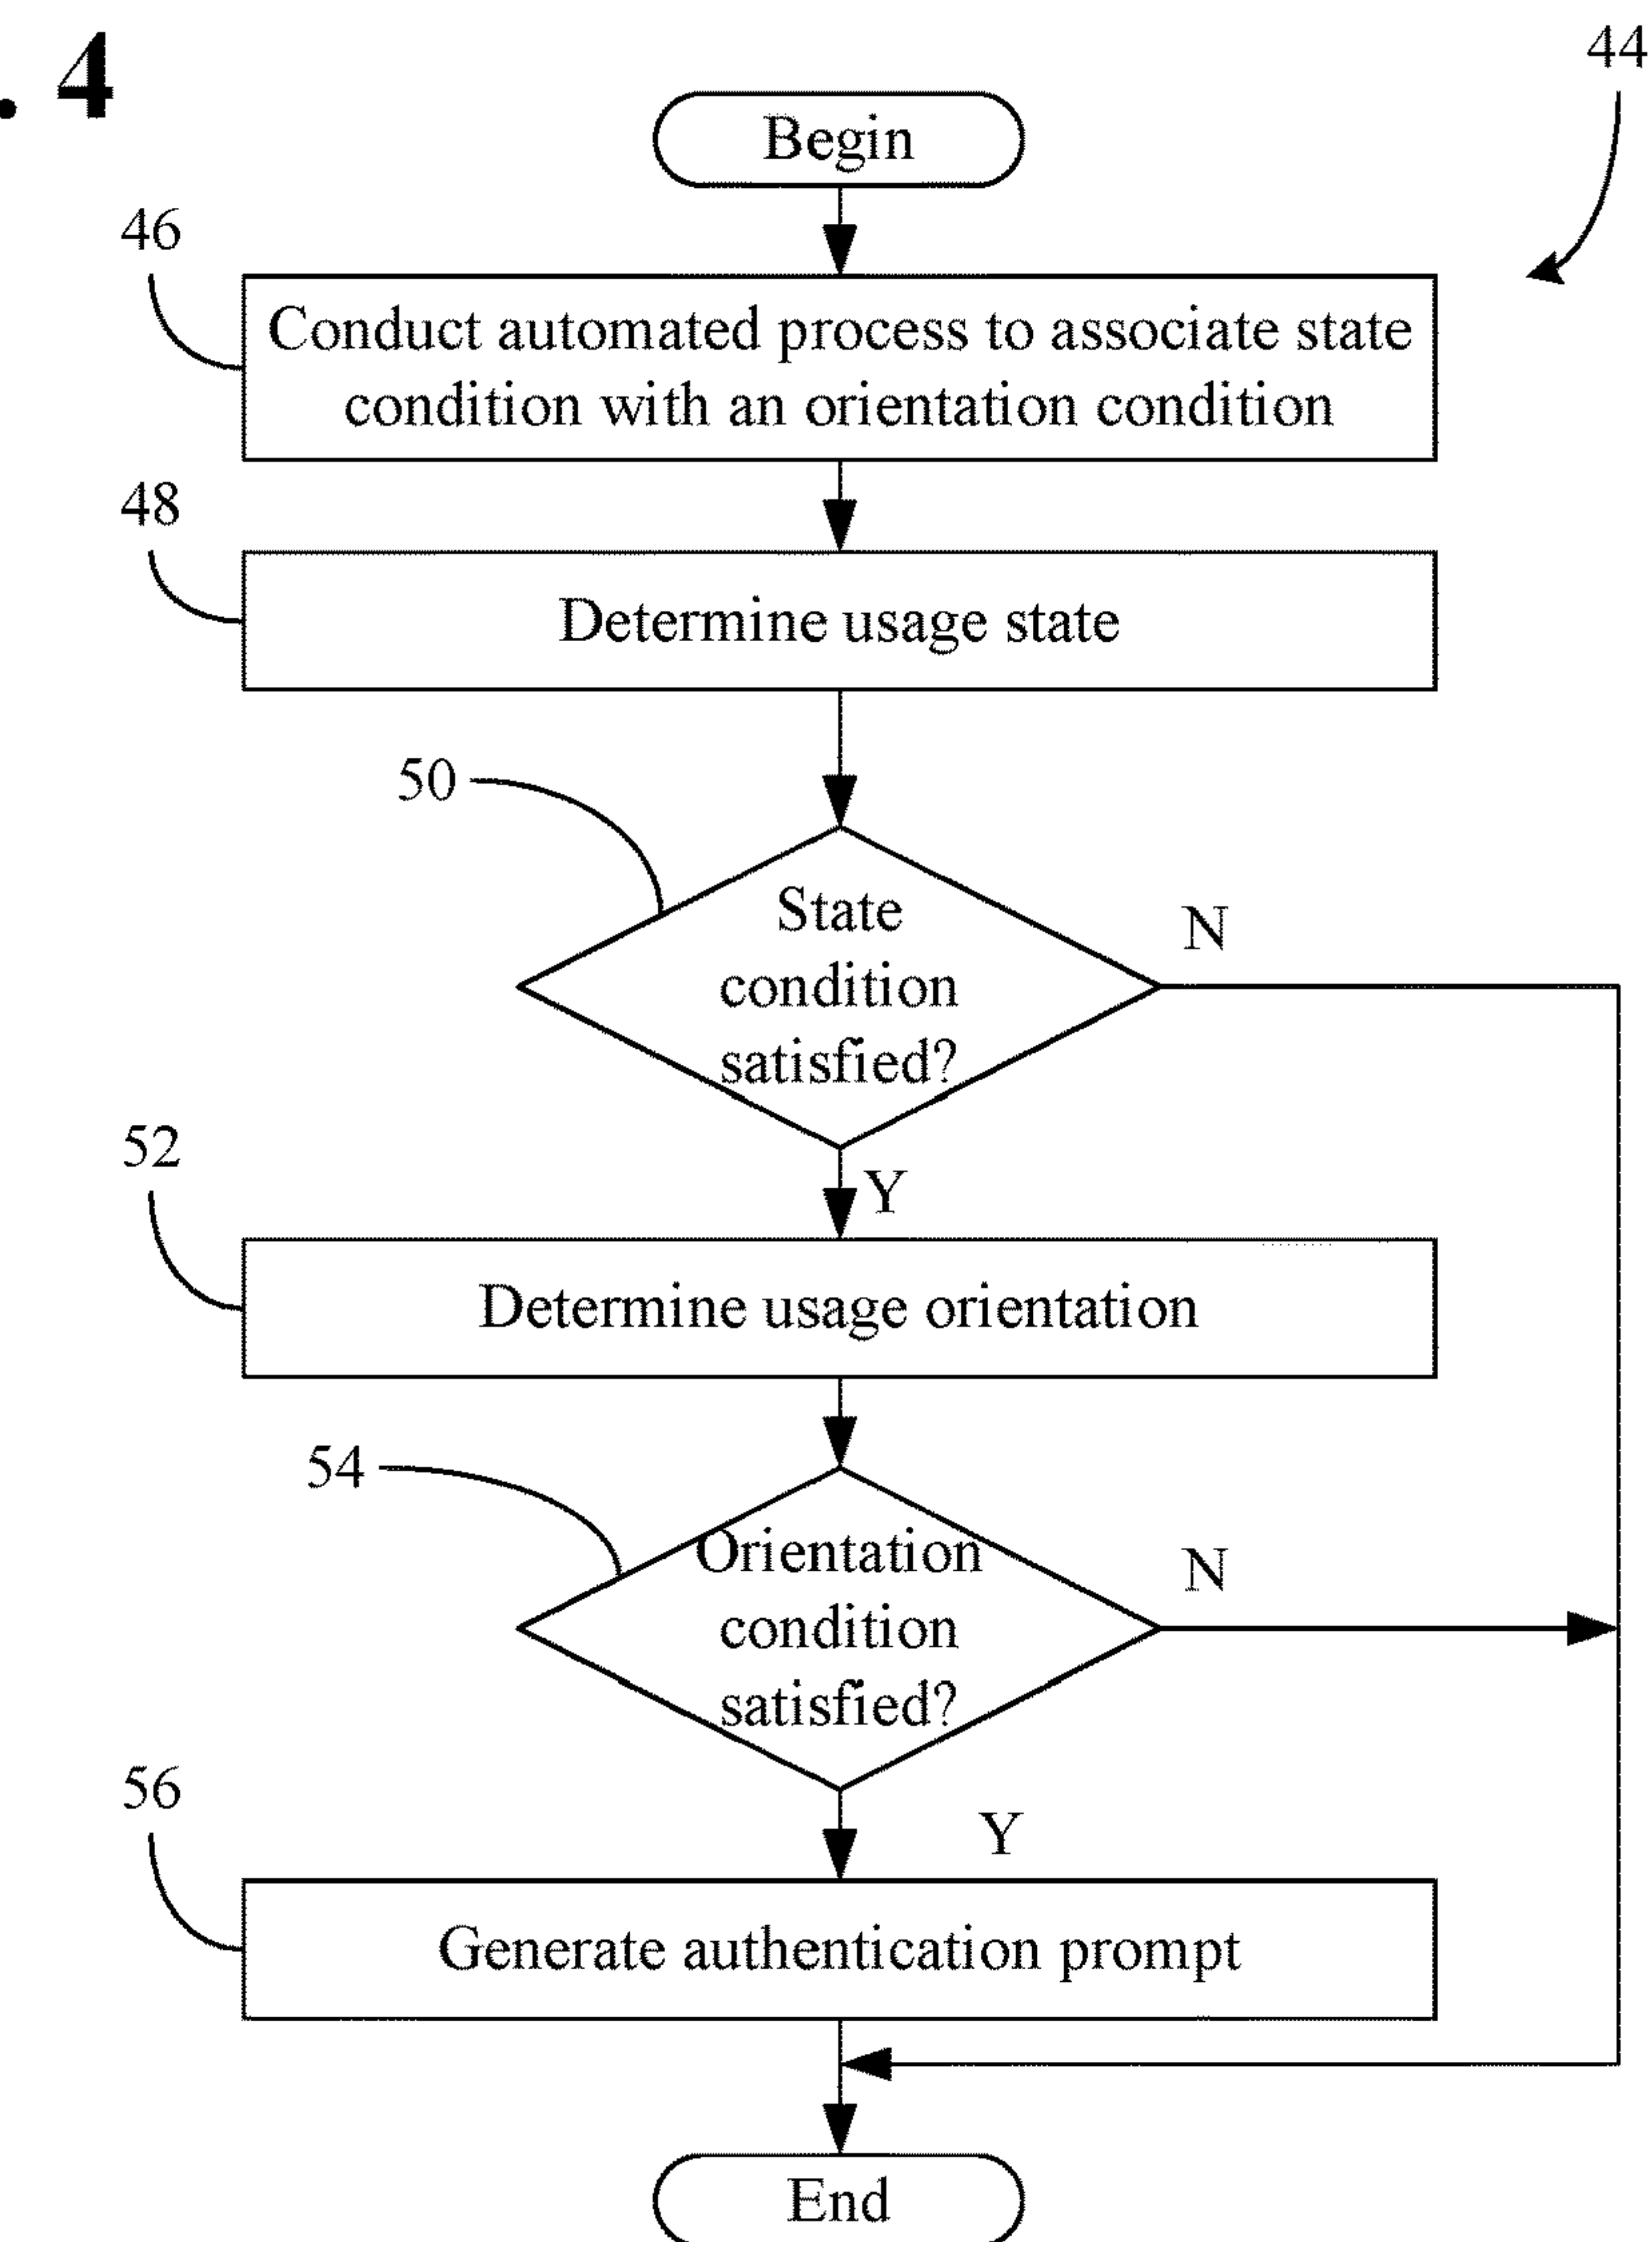 . 4
44
Begin
46
Conduct automated process to associate state
condition with an orientation condition
48
Determine usage state
50
State
condition
satisfied?
N
Y
52
Determine usage orientation
54
Orientation
condition
satisfied?
N
Y
56
Generate authentication prompt
End